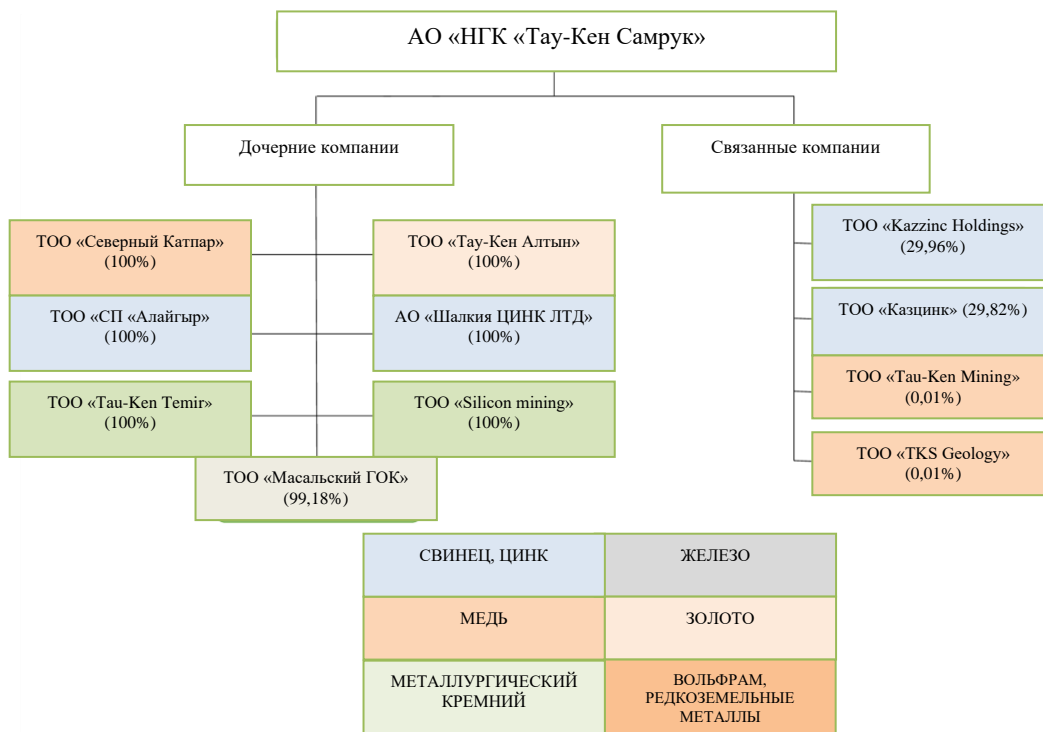 АО «НГК «Тау-Кен Самрук»
Дочерние компании
Связанные компании
ТОО «Северный Катпар»
(100%)
ТОО «Тау-Кен Алтын»
(100%)
ТОО «СП «Алайгыр»
(100%)
АО «Шалкия ЦИНК ЛТД»
(100%)
ТОО «Tau-Ken Temir»
(100%)
ТОО «Silicon mining»
(100%)
ТОО «Масальский ГОК»
(99,18%)
ТОО «Kazzinc Holdings»
(29,96%)
ТОО «Казцинк» (29,82%)
ТОО «Tau-Ken Mining»
(0,01%)
ТОО «TKS Geology»
(0,01%)
СВИНЕЦ, ЦИНК
ЖЕЛЕЗО
МЕДЬ
ЗОЛОТО
МЕТАЛЛУРГИЧЕСКИЙ
КРЕМНИЙ
ВОЛЬФРАМ,
РЕДКОЗЕМЕЛЬНЫЕ
МЕТАЛЛЫ